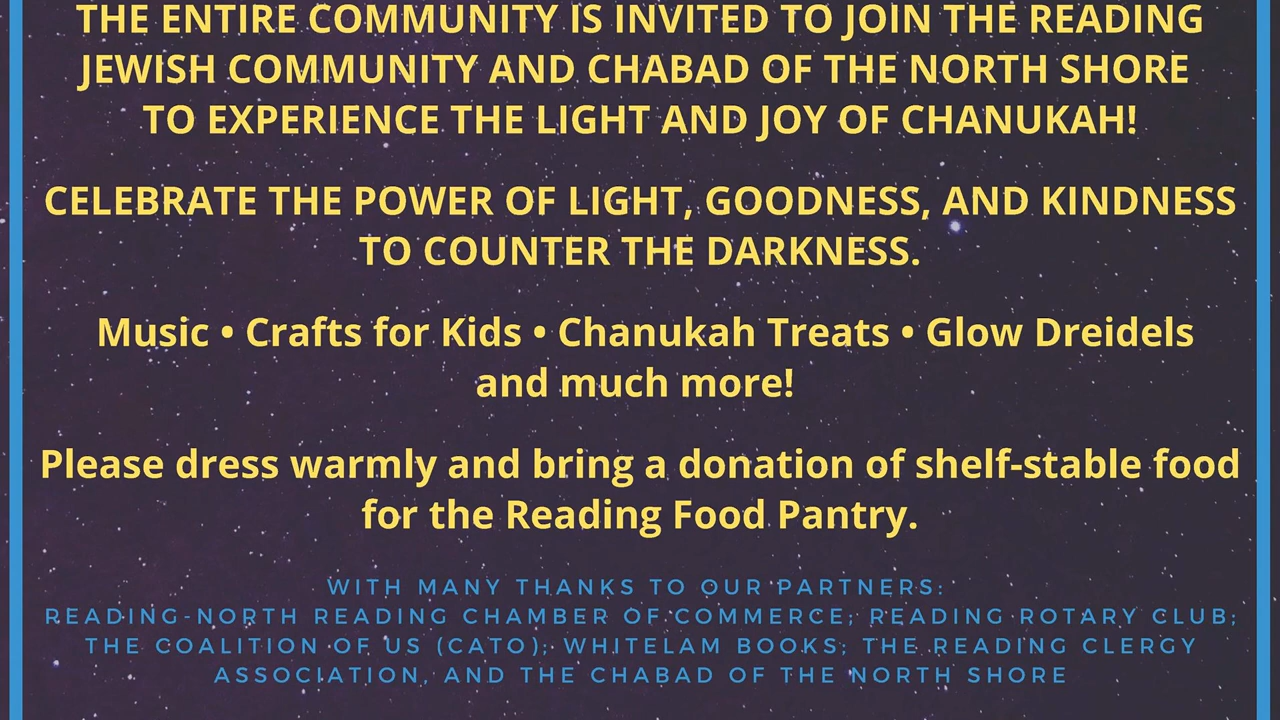 THE ENTIRE COMMUNITY IS INVITED TO JOIN THE READING
JEWISH COMMUNITY AND CHABAD OF THE NORTH SHORE
TO EXPERIENCE THE LIGHT AND JOY OF CHANUKAH!
CELEBRATE THE POWER OF LIGHT, GOODNESS, AND KINDNESS
TO COUNTER THE DARKNESS.
Music • Crafts for Kids • Chanukah Treats • Glow Dreidels
and much more!
Please dress warmly and bring a donation of shelf-stable food
for the Reading Food Pantry.
WITH MANY THANKS TO OUR PARTNERS:
READING-NORTH READING CHAMBER OF COMMERCE; READING ROTARY CLUB;
THE COALITION OF US (CATO); WHITELAM BOOKS; THE READING CLERGY
ASSOCIATION, AND THE CHABAD OF THE NORTH SHORE